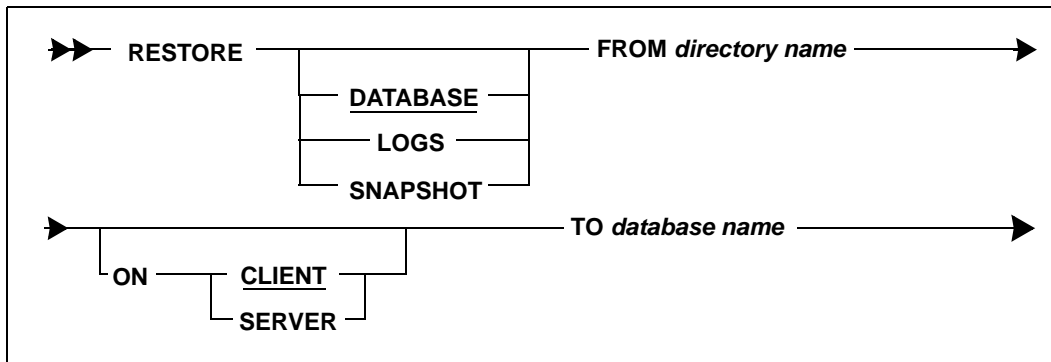 RESTORE FROM directory name
DATABASE
LOGS
SNAPSHOT
TO database name
ON CLIENT
SERVER